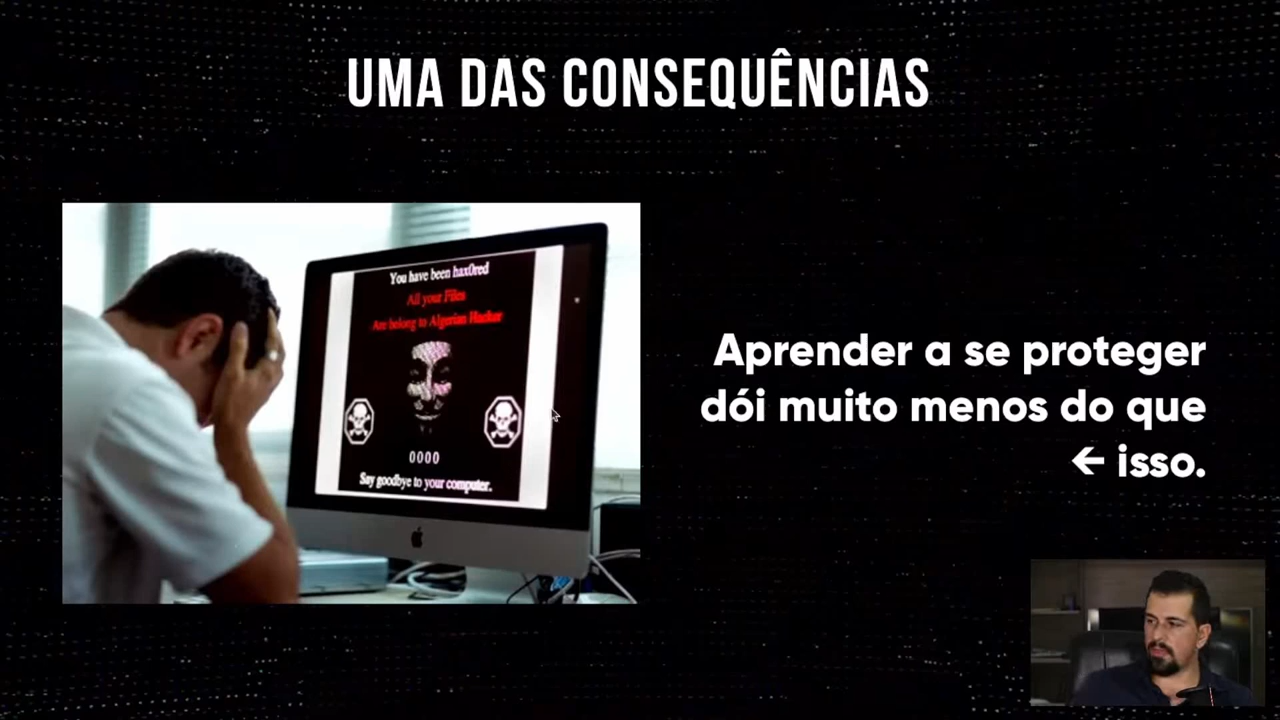 UMA DAS CONSEQUÊNCIAS
You have been hax0red
All your Files
Are belong to Algerian Hacker
0000
Say goodbye to your computer.
Aprender a se proteger
dói muito menos do que
← isso.